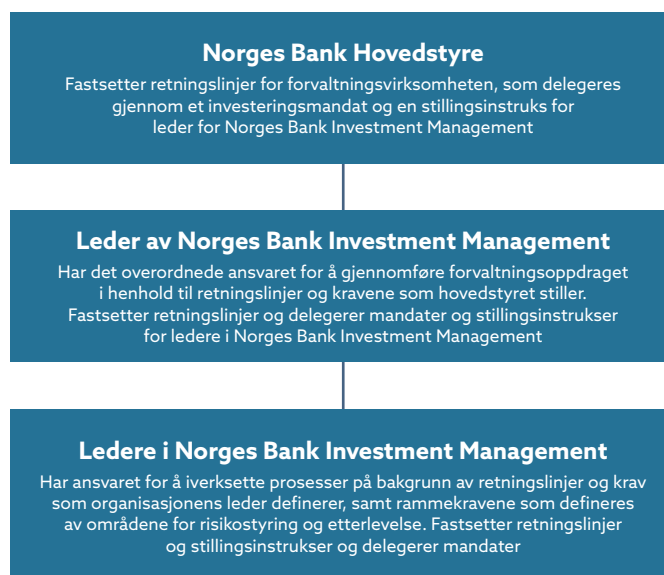 Norges Bank Hovedstyre
Fastsetter retningslinjer for forvaltningsvirksomheten, som delegeres
gjennom et investeringsmandat og en stillingsinstruks for
leder for Norges Bank Investment Management
Leder av Norges Bank Investment Management
Har det overordnede ansvaret for å gjennomføre forvaltningsoppdraget
i henhold til retningslinjer og kravene som hovedstyret stiller.
Fastsetter retningslinjer og delegerer mandater og stillingsinstrukser
for ledere i Norges Bank Investment Management
Ledere i Norges Bank Investment Management
Har ansvaret for å iverksette prosesser på bakgrunn av retningslinjer og krav
som organisasjonens leder definerer, samt rammekravene som defineres
av områdene for risikostyring og etterlevelse. Fastsetter retningslinjer
og stillingsinstrukser og delegerer mandater